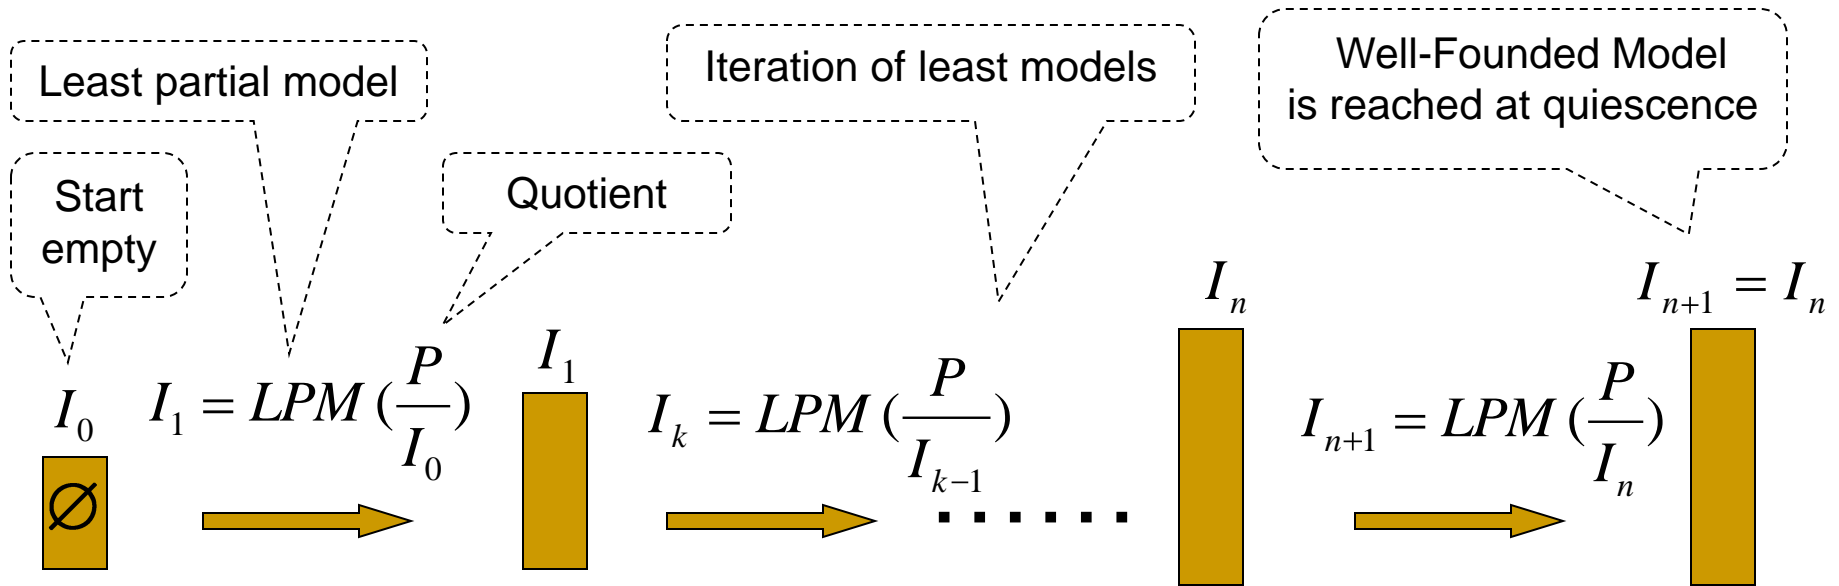 Start
empty
Least partial model
Quotient
Iteration of least models
Well-Founded Model
is reached at quiescence
I₀
∅
I₁ = LPM (P/I₀)
I₁
Iₖ = LPM (P/Iₖ₋₁)
......
Iₙ
Iₙ₊₁ = LPM (P/Iₙ)
Iₙ₊₁ = Iₙ